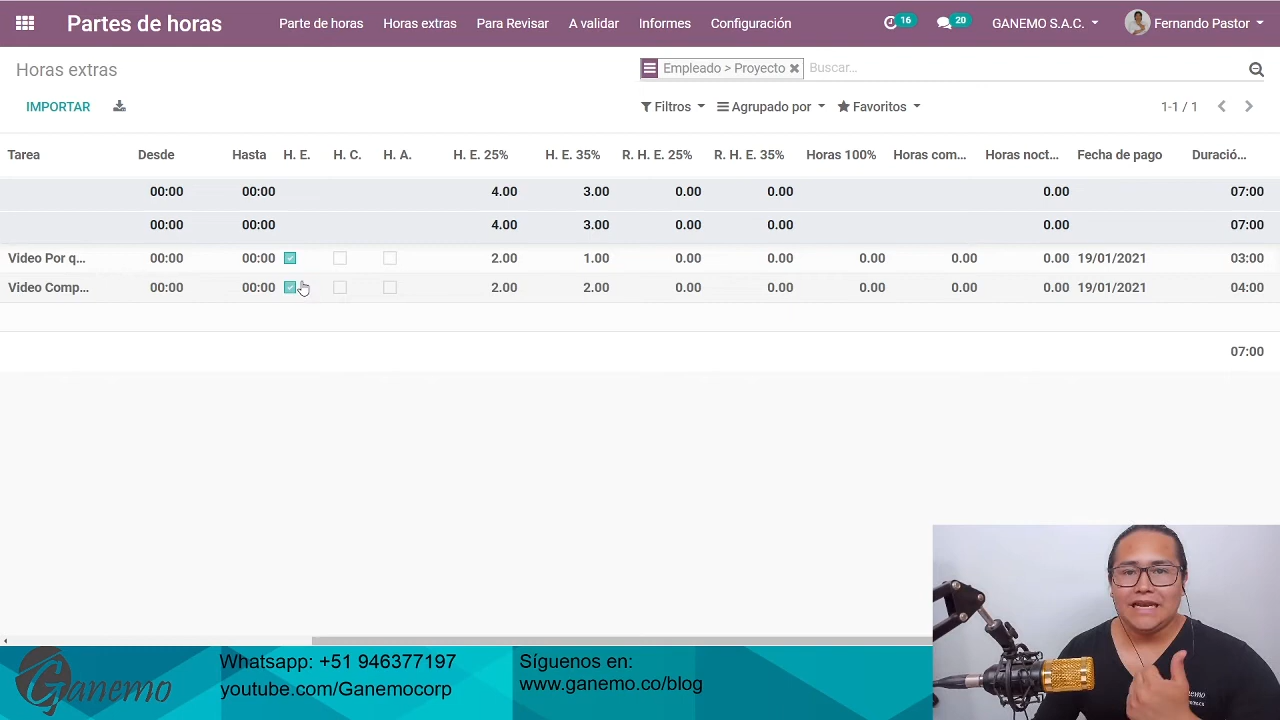 Partes de horas Parte de horas Horas extras Para Revisar A validar Informes Configuración 16 20 GANEMO S.A.C. Fernando Pastor
Horas extras Empleado > Proyecto Buscar...
IMPORTAR Filtros Agrupado por Favoritos 1-1 / 1
Tarea Desde Hasta H. E. H. C. H. A. H. E. 25% H. E. 35% R. H. E. 25% R. H. E. 35% Horas 100% Horas com... Horas noct... Fecha de pago Duració...
00:00 00:00 4.00 3.00 0.00 0.00 0.00 07:00
00:00 00:00 4.00 3.00 0.00 0.00 0.00 07:00
Video Por q... 00:00 00:00 2.00 1.00 0.00 0.00 0.00 0.00 0.00 19/01/2021 03:00
Video Comp... 00:00 00:00 2.00 2.00 0.00 0.00 0.00 0.00 0.00 19/01/2021 04:00
07:00
Ganemo
Whatsapp: +51 946377197
youtube.com/Ganemocorp
Síguenos en:
www.ganemo.co/blog